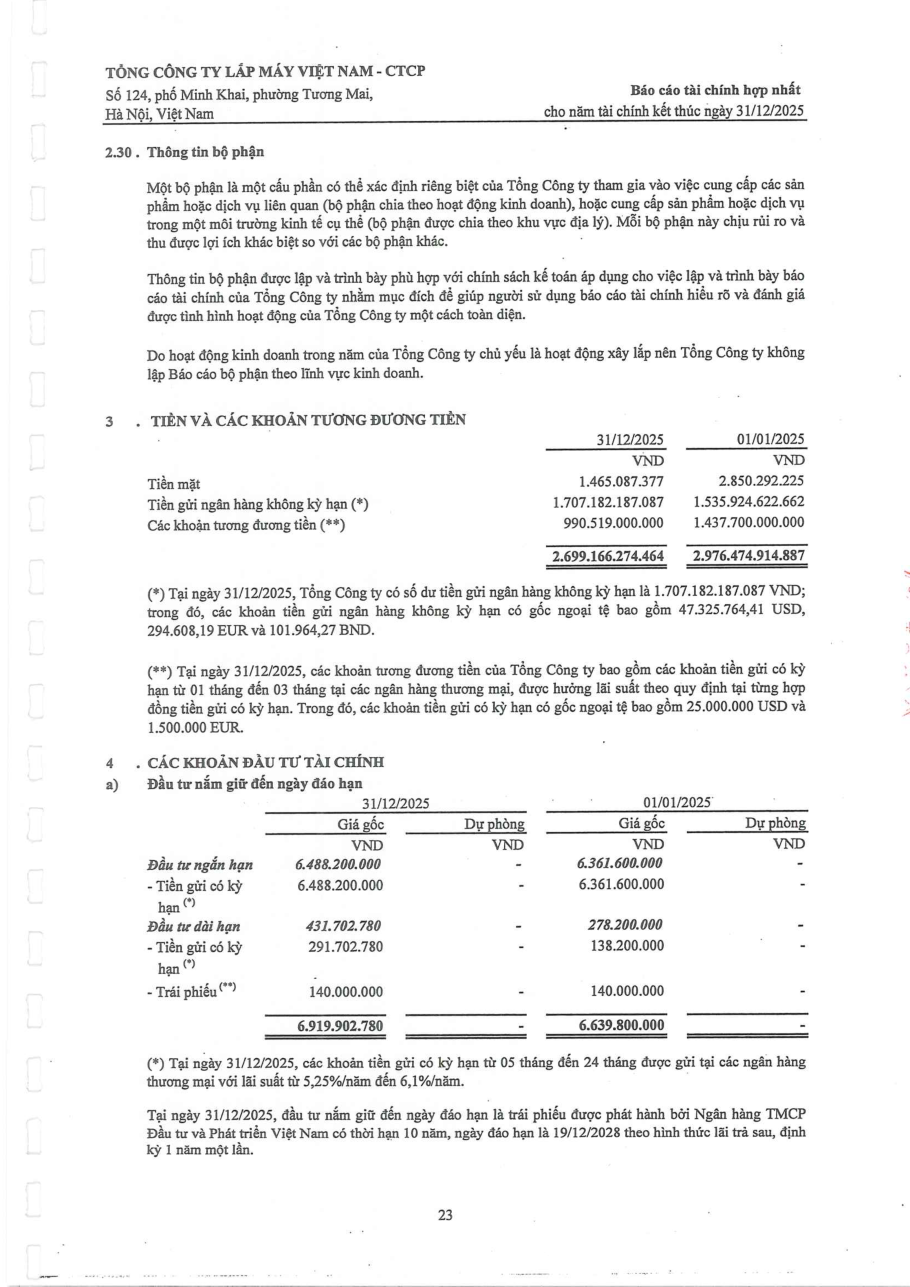 TỔNG CÔNG TY LẮP MÁY VIỆT NAM - CTCP
Số 124, phố Minh Khai, phường Tương Mai,
Hà Nội, Việt Nam
Báo cáo tài chính hợp nhất
cho năm tài chính kết thúc ngày 31/12/2025
2.30 . Thông tin bộ phận
Một bộ phận là một cấu phần có thể xác định riêng biệt của Tổng Công ty tham gia vào việc cung cấp các sản
phẩm hoặc dịch vụ liên quan (bộ phận chia theo hoạt động kinh doanh), hoặc cung cấp sản phẩm hoặc dịch vụ
trong một môi trường kinh tế cụ thể (bộ phận được chia theo khu vực địa lý). Mỗi bộ phận này chịu rủi ro và
thu được lợi ích khác biệt so với các bộ phận khác.
Thông tin bộ phận được lập và trình bày phù hợp với chính sách kế toán áp dụng cho việc lập và trình bày báo
cáo tài chính của Tổng Công ty nhằm mục đích để giúp người sử dụng báo cáo tài chính hiểu rõ và đánh giá
được tình hình hoạt động của Tổng Công ty một cách toàn diện.
Do hoạt động kinh doanh trong năm của Tổng Công ty chủ yếu là hoạt động xây lắp nên Tổng Công ty không
lập Báo cáo bộ phận theo lĩnh vực kinh doanh.
3 . TIỀN VÀ CÁC KHOẢN TƯƠNG ĐƯƠNG TIỀN
31/12/2025 01/01/2025
VND VND
Tiền mặt 1.465.087.377 2.850.292.225
Tiền gửi ngân hàng không kỳ hạn (*) 1.707.182.187.087 1.535.924.622.662
Các khoản tương đương tiền (**) 990.519.000.000 1.437.700.000.000
2.699.166.274.464 2.976.474.914.887
(*) Tại ngày 31/12/2025, Tổng Công ty có số dư tiền gửi ngân hàng không kỳ hạn là 1.707.182.187.087 VND;
trong đó, các khoản tiền gửi ngân hàng không kỳ hạn có gốc ngoại tệ bao gồm 47.325.764,41 USD,
294.608,19 EUR và 101.964,27 BND.
(**) Tại ngày 31/12/2025, các khoản tương đương tiền của Tổng Công ty bao gồm các khoản tiền gửi có kỳ
hạn từ 01 tháng đến 03 tháng tại các ngân hàng thương mại, được hưởng lãi suất theo quy định tại từng hợp
đồng tiền gửi có kỳ hạn. Trong đó, các khoản tiền gửi có kỳ hạn có gốc ngoại tệ bao gồm 25.000.000 USD và
1.500.000 EUR.
4 . CÁC KHOẢN ĐẦU TƯ TÀI CHÍNH
a) Đầu tư nắm giữ đến ngày đáo hạn
31/12/2025 01/01/2025
Giá gốc Dự phòng Giá gốc Dự phòng
VND VND VND VND
Đầu tư ngắn hạn 6.488.200.000 - 6.361.600.000 -
- Tiền gửi có kỳ 6.488.200.000 - 6.361.600.000 -
hạn (*)
Đầu tư dài hạn 431.702.780 - 278.200.000 -
- Tiền gửi có kỳ 291.702.780 - 138.200.000 -
hạn (*)
- Trái phiếu (**) 140.000.000 - 140.000.000 -
6.919.902.780 - 6.639.800.000 -
(*) Tại ngày 31/12/2025, các khoản tiền gửi có kỳ hạn từ 05 tháng đến 24 tháng được gửi tại các ngân hàng
thương mại với lãi suất từ 5,25%/năm đến 6,1%/năm.
Tại ngày 31/12/2025, đầu tư nắm giữ đến ngày đáo hạn là trái phiếu được phát hành bởi Ngân hàng TMCP
Đầu tư và Phát triển Việt Nam có thời hạn 10 năm, ngày đáo hạn là 19/12/2028 theo hình thức lãi trả sau, định
kỳ 1 năm một lần.
23